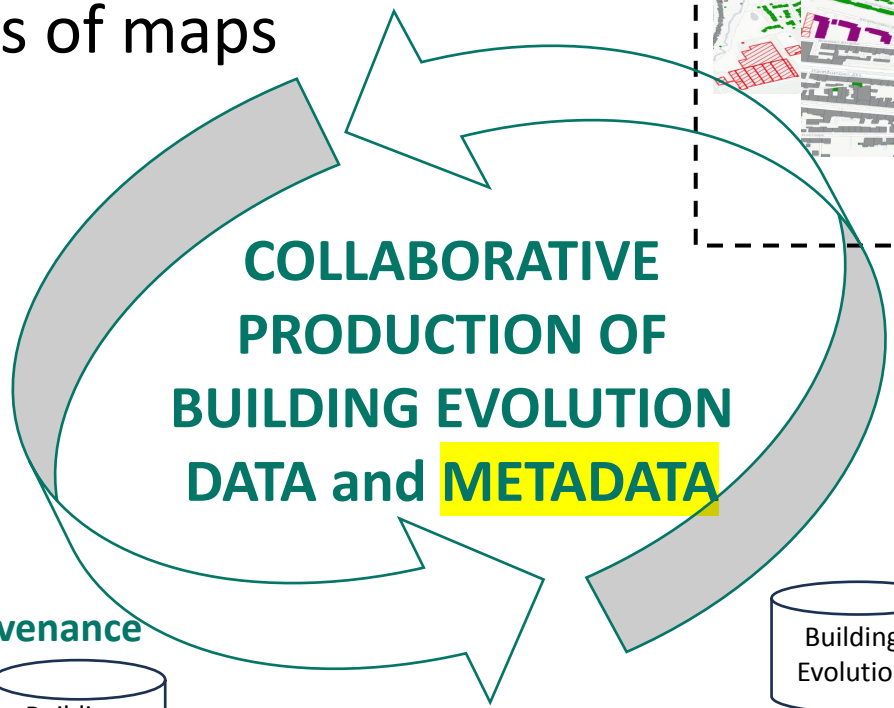 s of maps
COLLABORATIVE
PRODUCTION OF
BUILDING EVOLUTION
DATA and METADATA
venance
Building
Evolutio